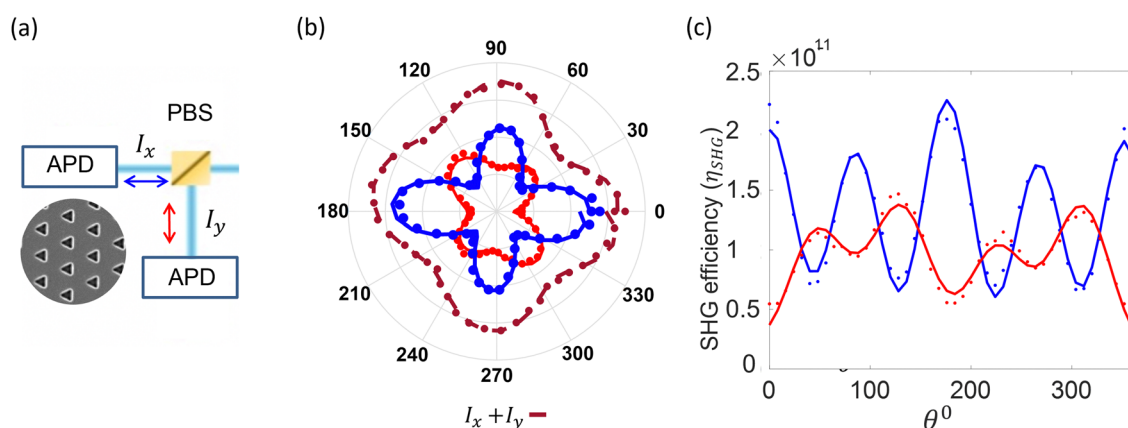 (a)
PBS
APD
I_x
I_y
APD
(b)
90
120
60
150
30
180
0
210
330
240
300
270
I_x + I_y
(c)
×10^11
2.5
2
1.5
1
0.5
0
SHG efficiency (η_SHG)
0
100
200
300
θ^0